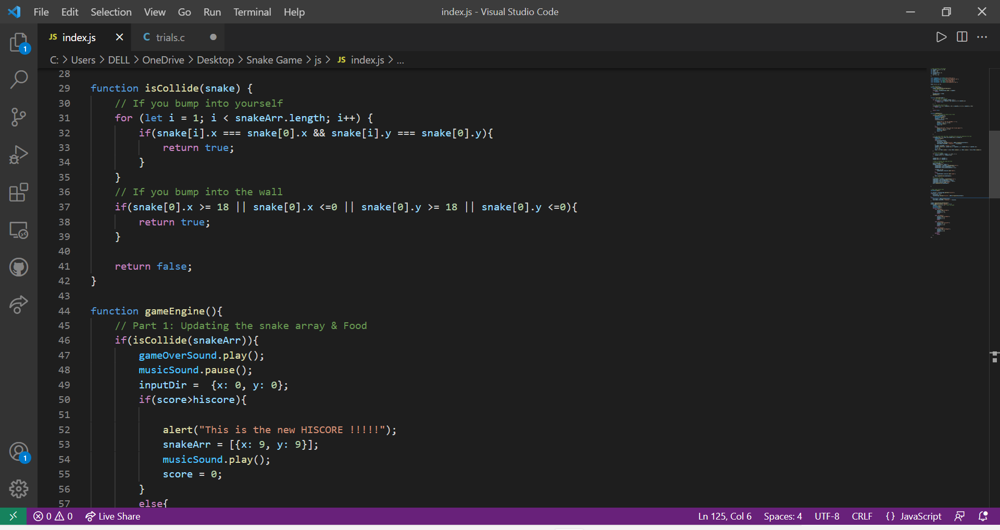 File Edit Selection View Go Run Terminal Help index.js - Visual Studio Code
JS index.js C trials.c
C: > Users > DELL > OneDrive > Desktop > Snake Game > js > JS index.js > ...
28
29 function isCollide(snake) {
30 // If you bump into yourself
31 for (let i = 1; i < snakeArr.length; i++) {
32 if(snake[i].x === snake[0].x && snake[i].y === snake[0].y){
33 return true;
34 }
35 }
36 // If you bump into the wall
37 if(snake[0].x >= 18 || snake[0].x <=0 || snake[0].y >= 18 || snake[0].y <=0){
38 return true;
39 }
40
41 return false;
42 }
43
44 function gameEngine(){
45 // Part 1: Updating the snake array & Food
46 if(isCollide(snakeArr)){
47 gameOverSound.play();
48 musicSound.pause();
49 inputDir =  {x: 0, y: 0};
50 if(score>hiscore){
51
52 alert("This is the new HISCORE !!!!!");
53 snakeArr = [{x: 9, y: 9}];
54 musicSound.play();
55 score = 0;
56 }
57 else{
1
1
0 0 Live Share Ln 125, Col 6 Spaces: 4 UTF-8 CRLF {} JavaScript